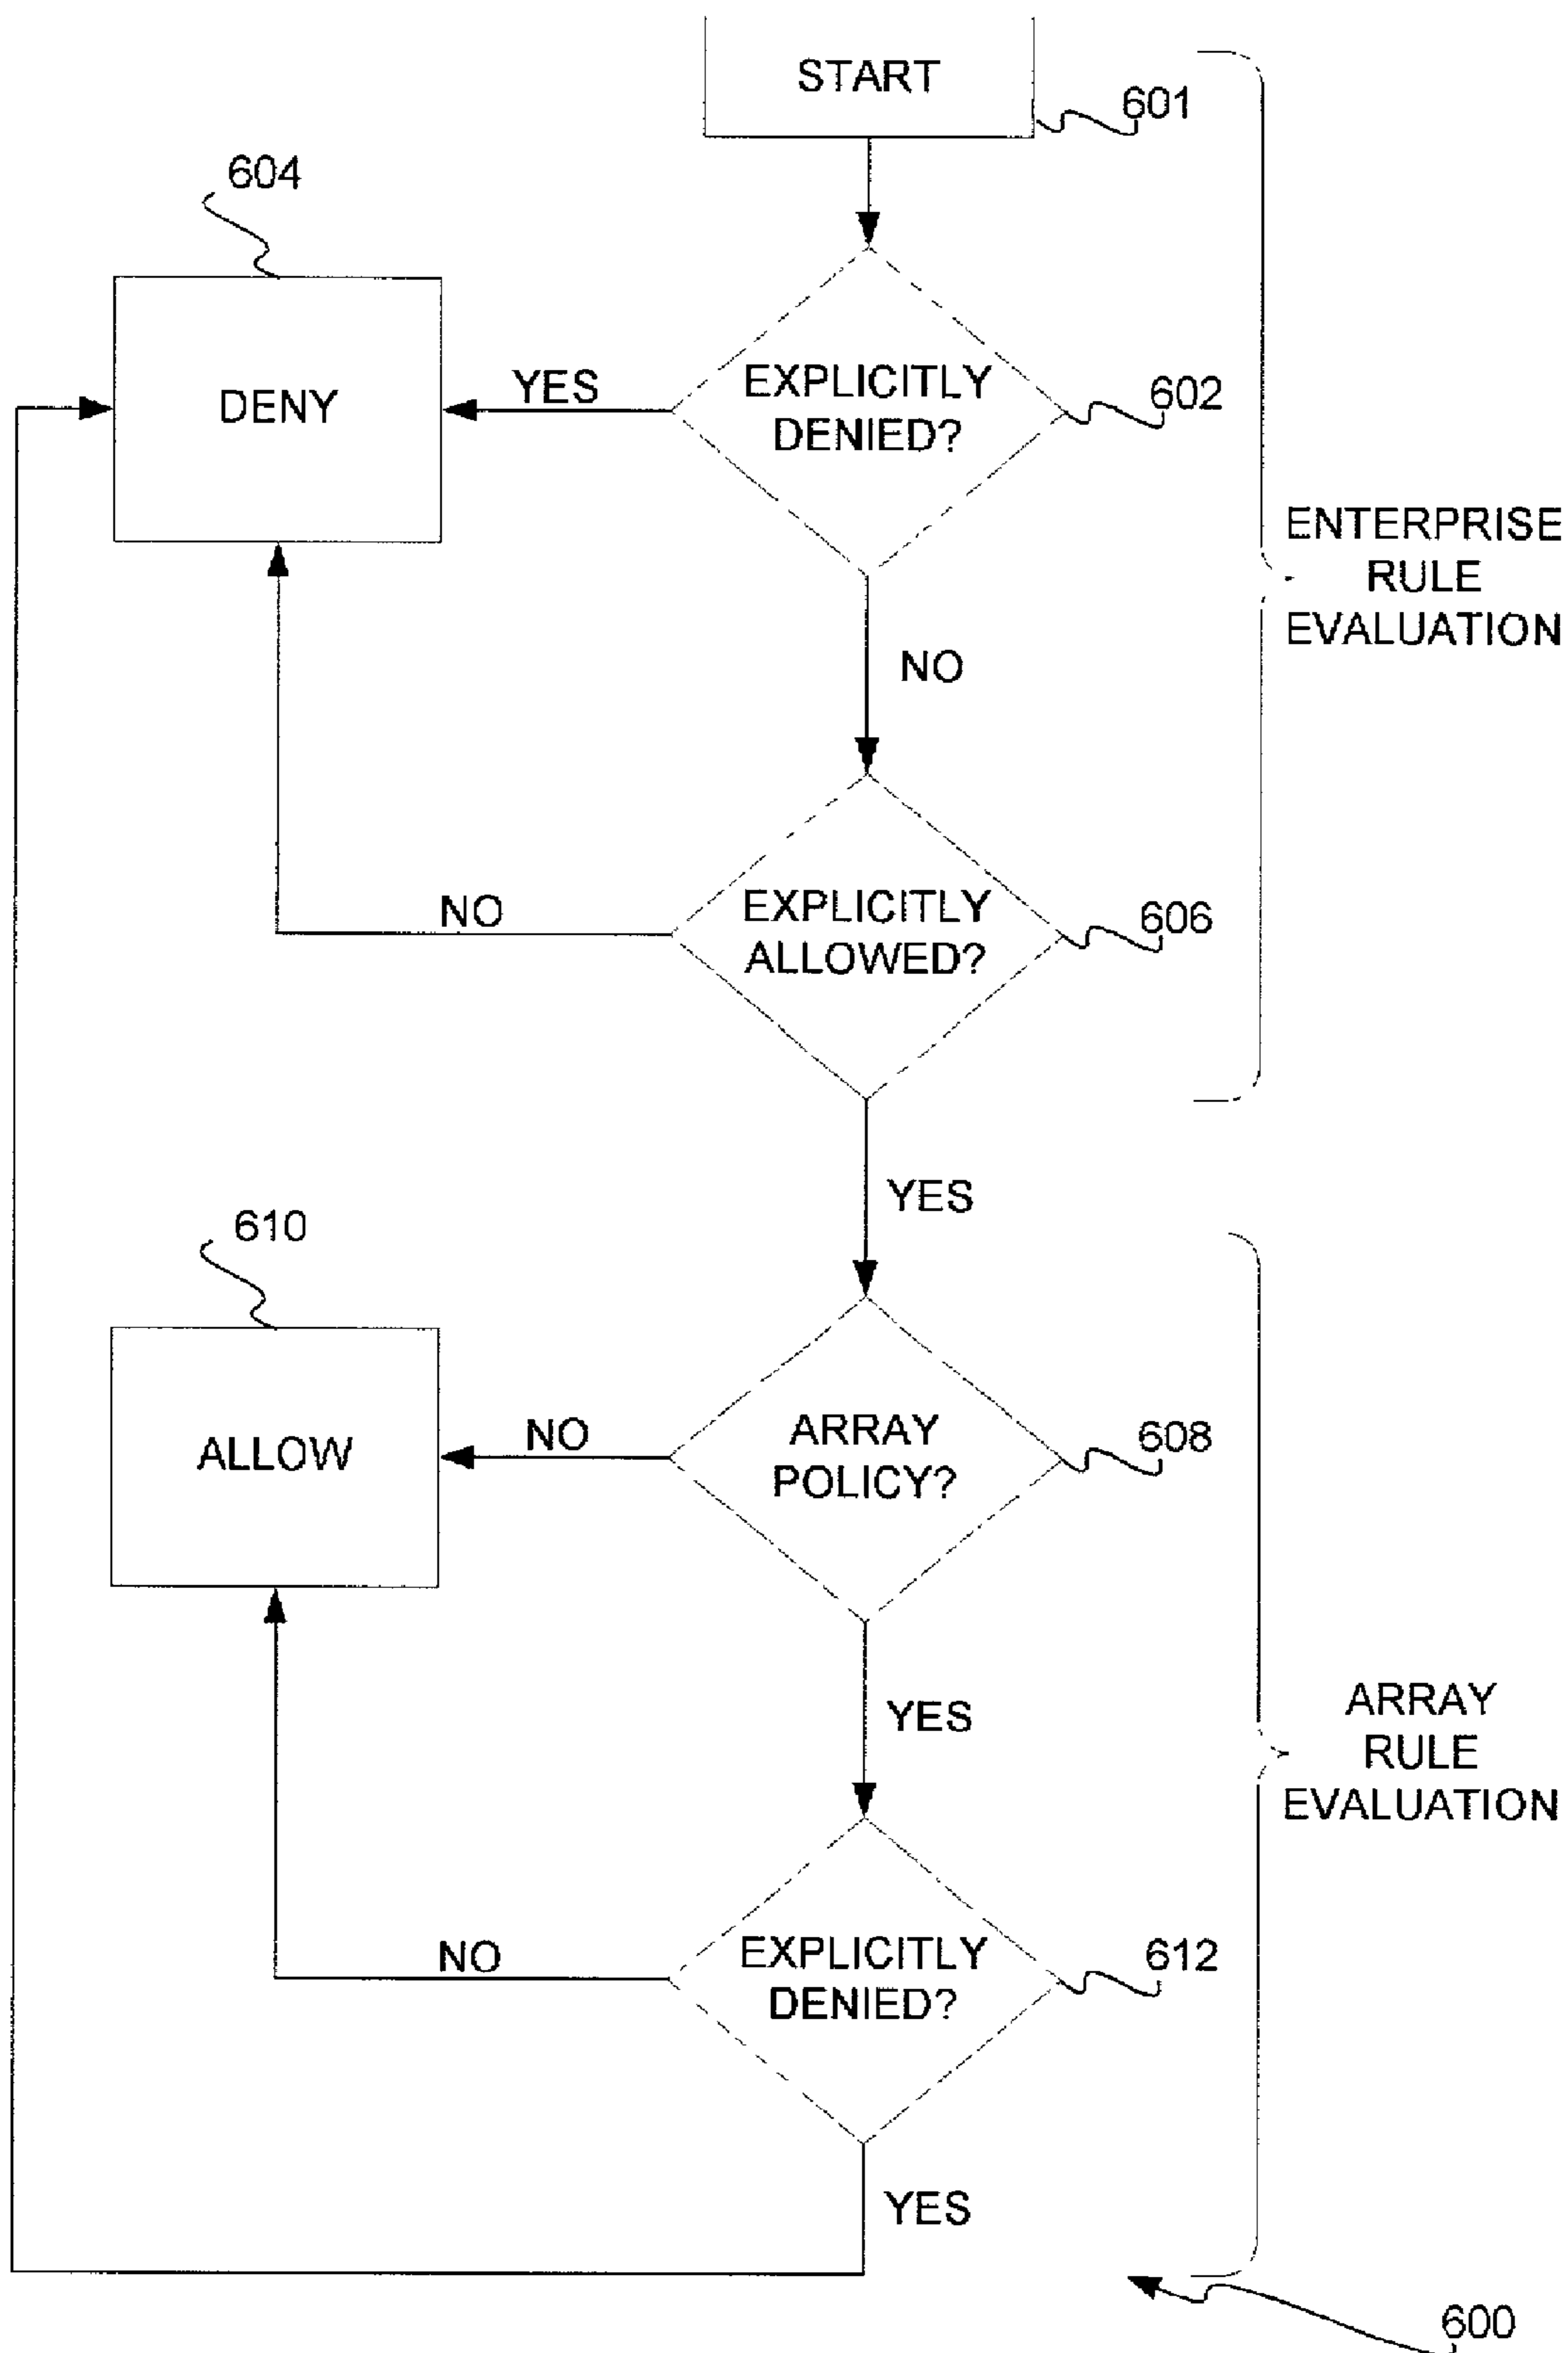 START
601
604
DENY
YES
EXPLICITLY
DENIED?
602
ENTERPRISE
RULE
EVALUATION
NO
NO
EXPLICITLY
ALLOWED?
606
YES
610
ALLOW
NO
ARRAY
POLICY?
608
YES
ARRAY
RULE
EVALUATION
NO
EXPLICITLY
DENIED?
612
YES
600